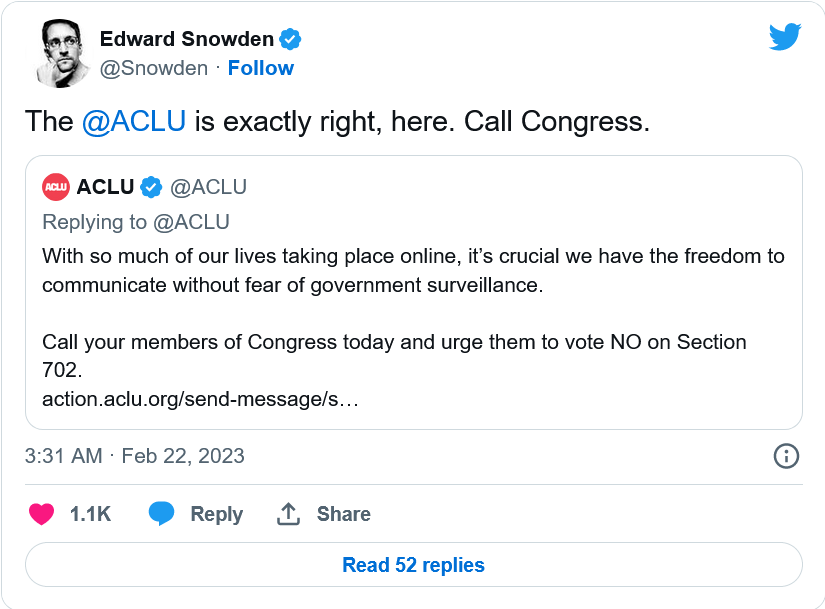 Edward Snowden
@Snowden · Follow
The @ACLU is exactly right, here. Call Congress.
ACLU ACLU @ACLU
Replying to @ACLU
With so much of our lives taking place online, it’s crucial we have the freedom to
communicate without fear of government surveillance.
Call your members of Congress today and urge them to vote NO on Section
702.
action.aclu.org/send-message/s…
3:31 AM · Feb 22, 2023
1.1K Reply Share
Read 52 replies